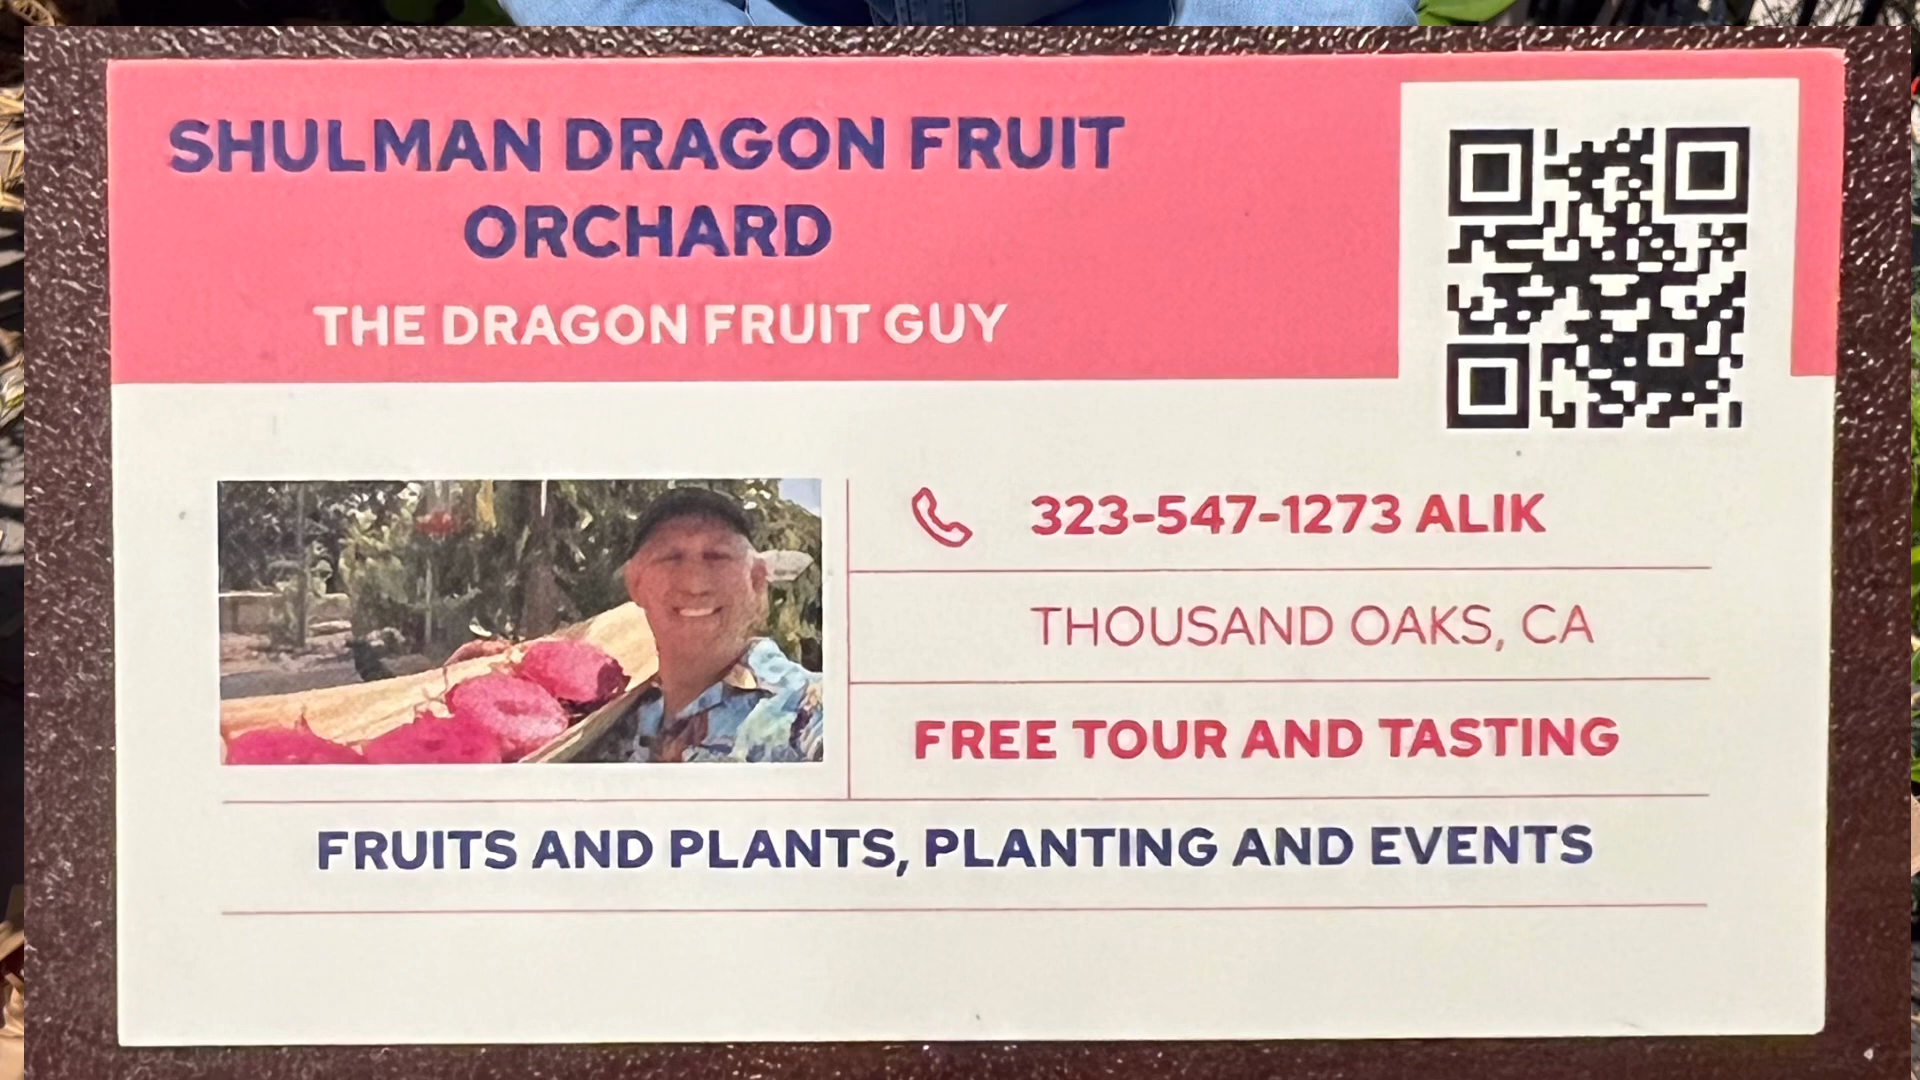 SHULMAN DRAGON FRUIT
ORCHARD
THE DRAGON FRUIT GUY
323-547-1273 ALIK
THOUSAND OAKS, CA
FREE TOUR AND TASTING
FRUITS AND PLANTS, PLANTING AND EVENTS